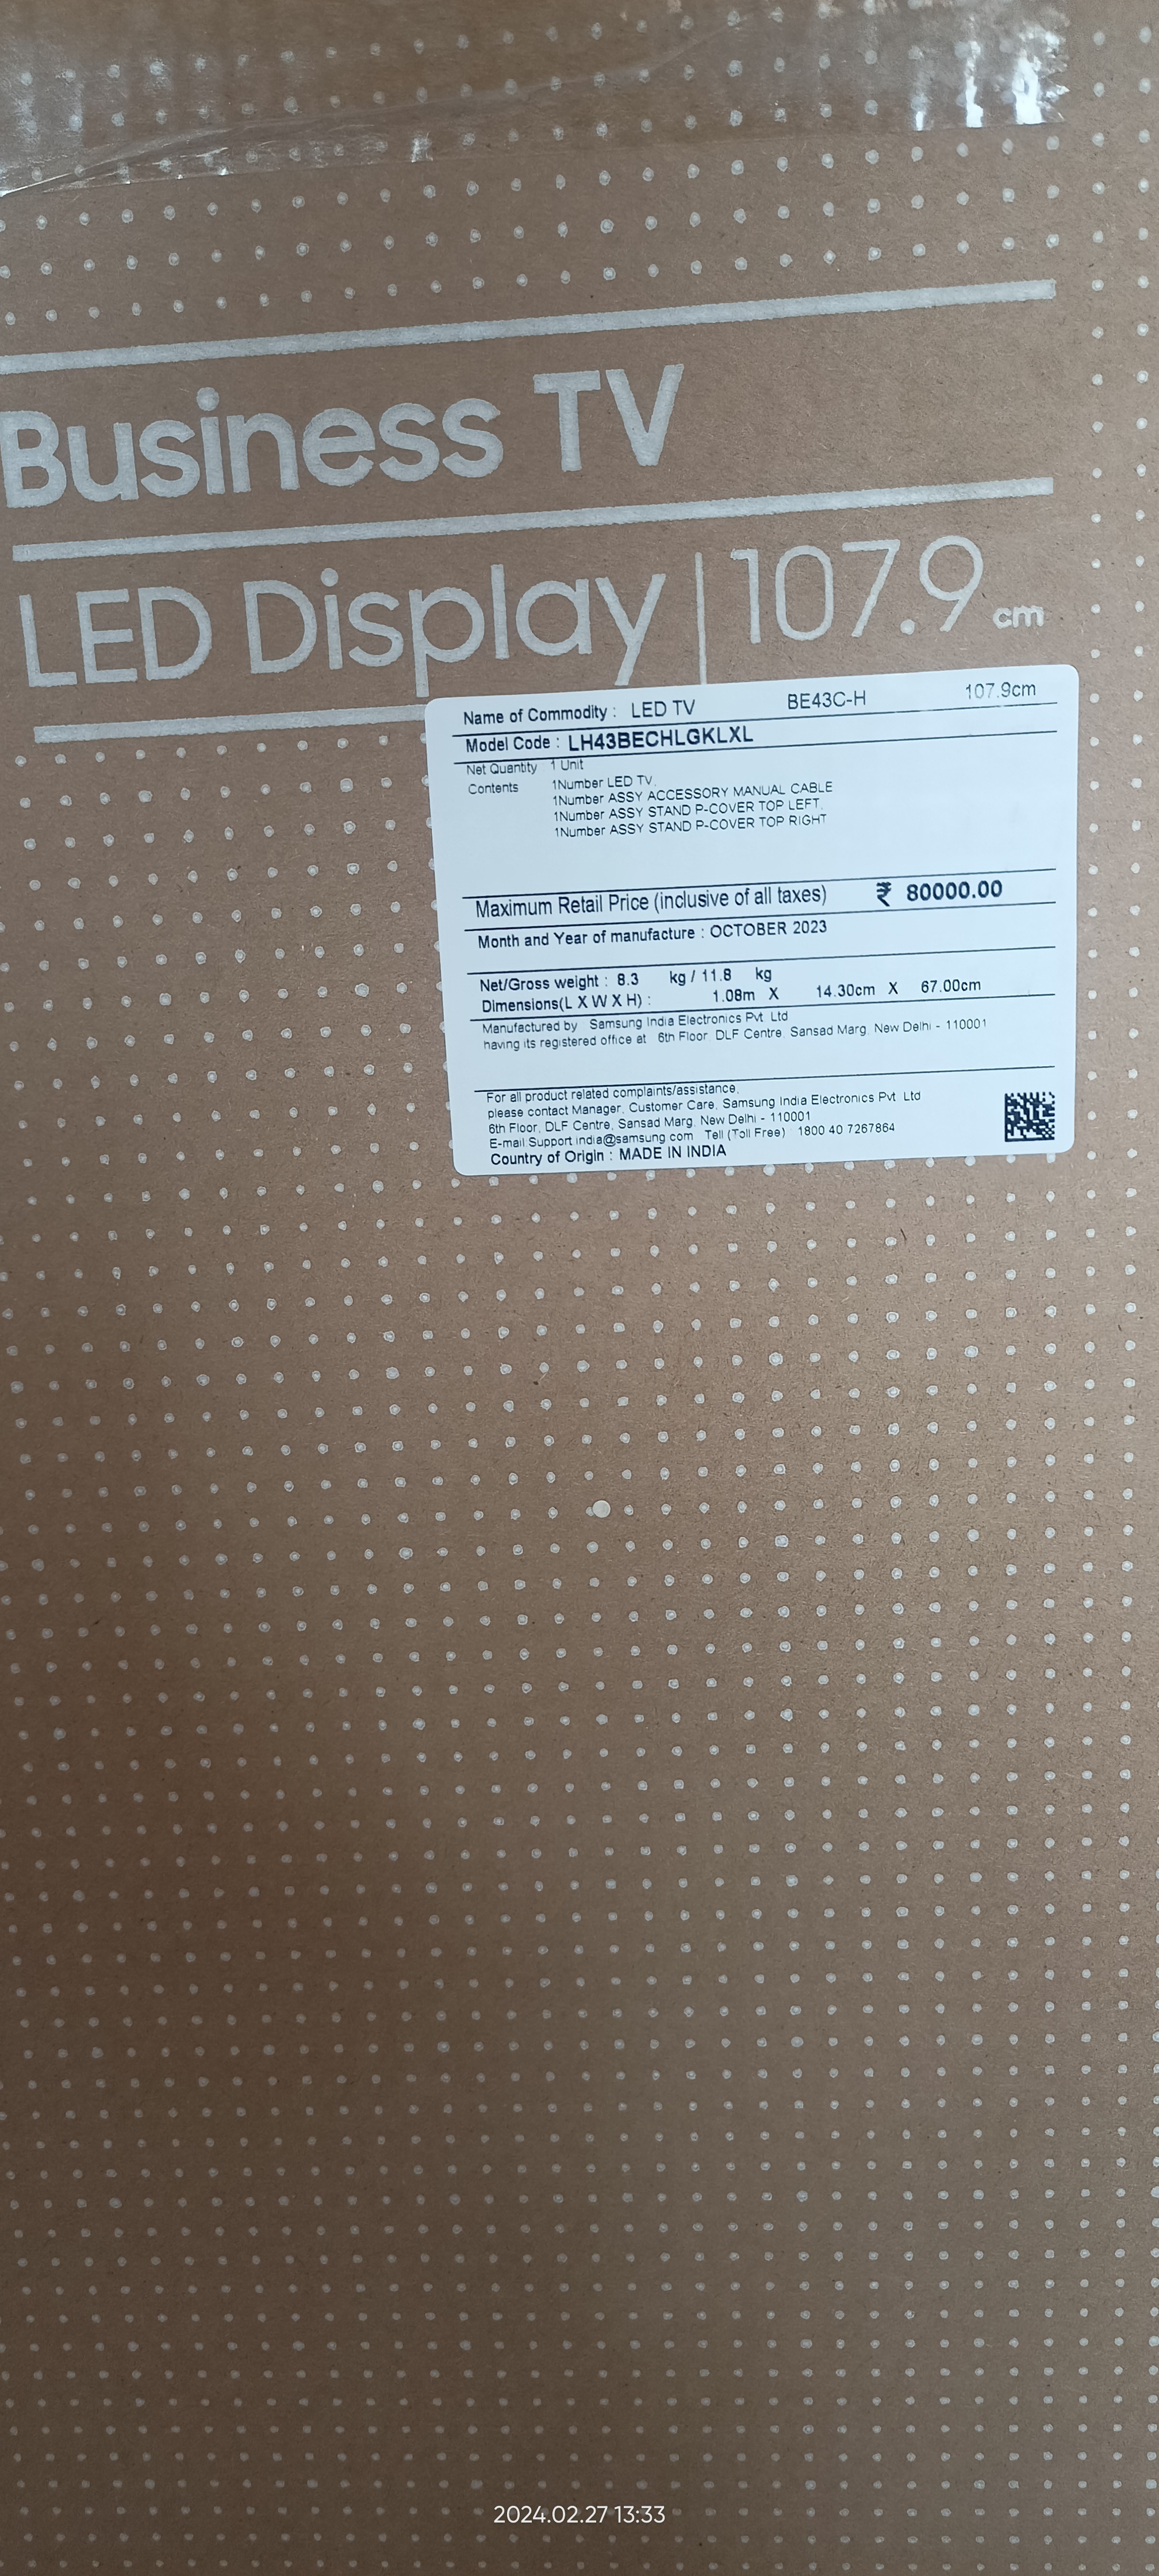 Business TV
LED Display | 107.9 cm
Name of Commodity : LED TV BE43C-H 107.9cm
Model Code : LH43BECHLGKLXL
Net Quantity 1 Unit
Contents 1Number LED TV,
1Number ASSY ACCESSORY MANUAL CABLE
1Number ASSY STAND P-COVER TOP LEFT,
1Number ASSY STAND P-COVER TOP RIGHT
Maximum Retail Price (inclusive of all taxes) ₹ 80000.00
Month and Year of manufacture : OCTOBER 2023
Net/Gross weight : 8.3 kg / 11.8 kg
Dimensions(L X W X H) : 1.08m X 14.30cm X 67.00cm
Manufactured by Samsung India Electronics Pvt. Ltd
having its registered office at 6th Floor, DLF Centre, Sansad Marg, New Delhi - 110001
For all product related complaints/assistance,
please contact Manager, Customer Care, Samsung India Electronics Pvt. Ltd
6th Floor, DLF Centre, Sansad Marg, New Delhi - 110001
E-mail Support.india@samsung.com Tell (Toll Free) 1800 40 7267864
Country of Origin : MADE IN INDIA
2024.02.27 13:33